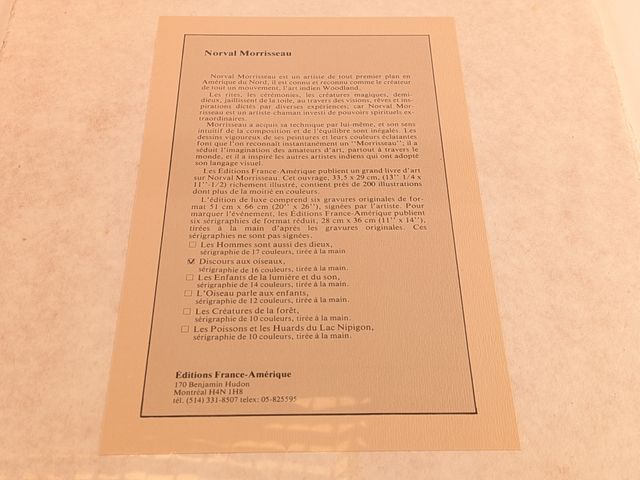 Norval Morrisseau
Norval Morrisseau est un artiste de tout premier plan en
Amérique du Nord, il est connu et reconnu comme le créateur
de tout un mouvement, l'art indien Woodland.
Les rites, les cérémonies, les créatures magiques, demi-
dieux, jaillissent de la toile, au travers des visions, rêves et ins-
pirations dictés par diverses expériences; car Norval Mor-
risseau est un artiste-chaman investi de pouvoirs spirituels ex-
traordinaires.
Morrisseau a acquis sa technique par lui-même, et son sens
intuitif de la composition et de l'équilibre sont inégalés. Les
dessins vigoureux de ses peintures et leurs couleurs éclatantes
font que l'on reconnaît instantanément un "Morrisseau"; il a
séduit l'imagination des amateurs d'art, partout à travers le
monde, et il a inspiré les autres artistes indiens qui ont adopté
son langage visuel.
Les Éditions France-Amérique publient un grand livre d'art
sur Norval Morrisseau. Cet ouvrage, 33,5 x 29 cm, (13'' 1/4 x
11''-1/2) richement illustré, contient près de 200 illustrations
dont plus de la moitié en couleurs.
L'édition de luxe comprend six gravures originales de for-
mat 51 cm x 66 cm (20'' x 26''), signées par l'artiste. Pour
marquer l'événement, les Éditions France-Amérique publient
six sérigraphies de format réduit, 28 cm x 36 cm (11'' x 14''),
tirées à la main d'après les gravures originales. Ces
sérigraphies ne sont pas signées.
☐ Les Hommes sont aussi des dieux,
sérigraphie de 17 couleurs, tirée à la main
☑ Discours aux oiseaux,
sérigraphie de 16 couleurs, tirée à la main.
☐ Les Enfants de la lumière et du son,
sérigraphie de 14 couleurs, tirée à la main.
☐ L'Oiseau parle aux enfants,
sérigraphie de 12 couleurs, tirée à la main.
☐ Les Créatures de la forêt,
sérigraphie de 10 couleurs, tirée à la main.
☐ Les Poissons et les Huards du Lac Nipigon,
sérigraphie de 10 couleurs, tirée à la main.
Éditions France-Amérique
170 Benjamin Hudon
Montréal H4N 1H8
tél. (514) 331-8507 telex: 05-825595